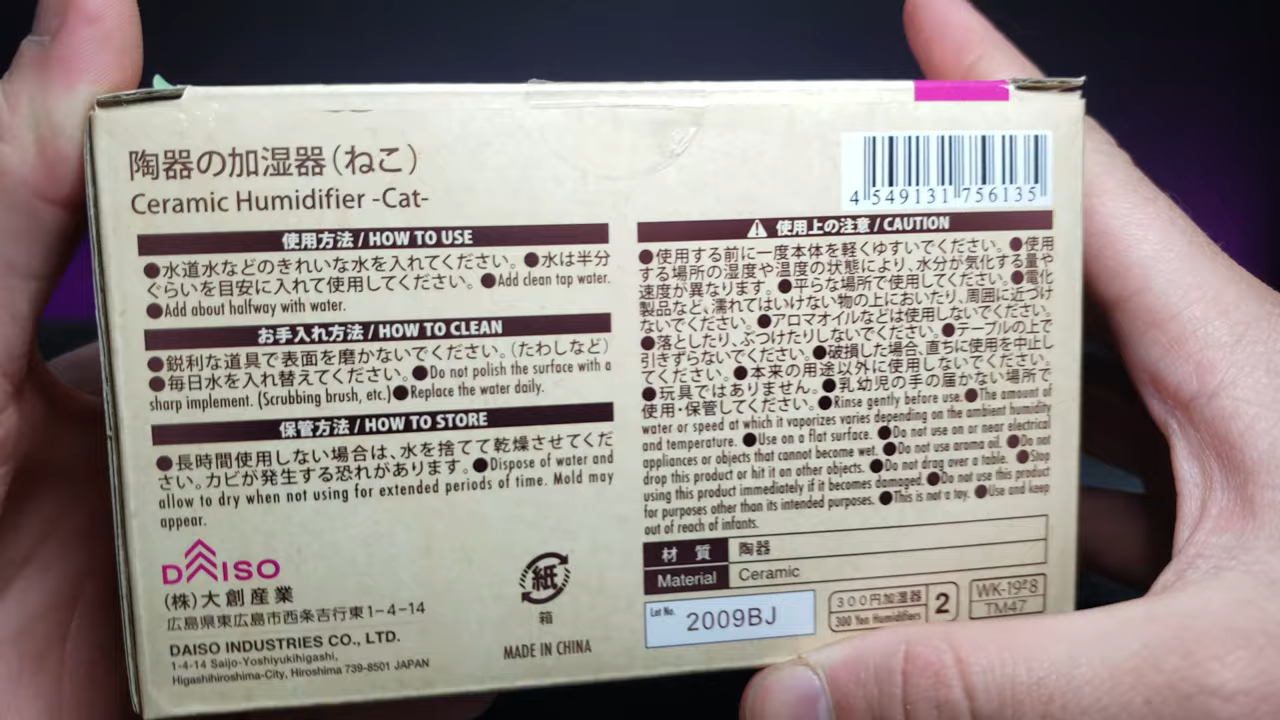 陶器の加湿器（ねこ）
Ceramic Humidifier -Cat-
4 549131 756135
使用方法 / HOW TO USE
●水道水などのきれいな水を入れてください。●水は半分
ぐらいを目安に入れて使用してください。●Add clean tap water.
●Add about halfway with water.
お手入れ方法 / HOW TO CLEAN
●鋭利な道具で表面を磨かないでください。（たわしなど）
●毎日水を入れ替えてください。●Do not polish the surface with a
sharp implement. (Scrubbing brush, etc.)●Replace the water daily.
保管方法 / HOW TO STORE
●長時間使用しない場合は、水を捨てて乾燥させてくだ
さい。カビが発生する恐れがあります。●Dispose of water and
allow to dry when not using for extended periods of time. Mold may
appear.
DAISO
(株)大創産業
広島県東広島市西条吉行東1-4-14
DAISO INDUSTRIES CO., LTD.
1-4-14 Saijo-Yoshiyukihigashi,
Higashihiroshima-City, Hiroshima 739-8501 JAPAN
紙
箱
MADE IN CHINA
使用上の注意 / CAUTION
●使用する前に一度本体を軽くゆすいでください。●使用
する場所の湿度や温度の状態により、水分が気化する量や
速度が異なります。●平らな場所で使用してください。●電化
製品など、濡れてはいけない物の上においたり、周囲に近づけ
ないでください。●アロマオイルなどは使用しないでください。
●落としたり、ぶつけたりしないでください。●テーブルの上で
引きずらないでください。●破損した場合、直ちに使用を中止し
てください。●本来の用途以外に使用しないでください。
●玩具ではありません。●乳幼児の手の届かない場所で
使用・保管してください。●Rinse gently before use.●The amount of
water or speed at which it vaporizes varies depending on the ambient humidity
and temperature. ●Use on a flat surface. ●Do not use on or near electrical
appliances or objects that cannot become wet. ●Do not use aroma oil. ●Do not
drop this product or hit it on other objects. ●Do not drag over a table. ●Stop
using this product immediately if it becomes damaged. ●Do not use this product
for purposes other than its intended purposes. ●This is not a toy. ●Use and keep
out of reach of infants.
材質 陶器
Material Ceramic
Lot No. 2009BJ
300円加湿器 2
300 Yen Humidifiers
TM47